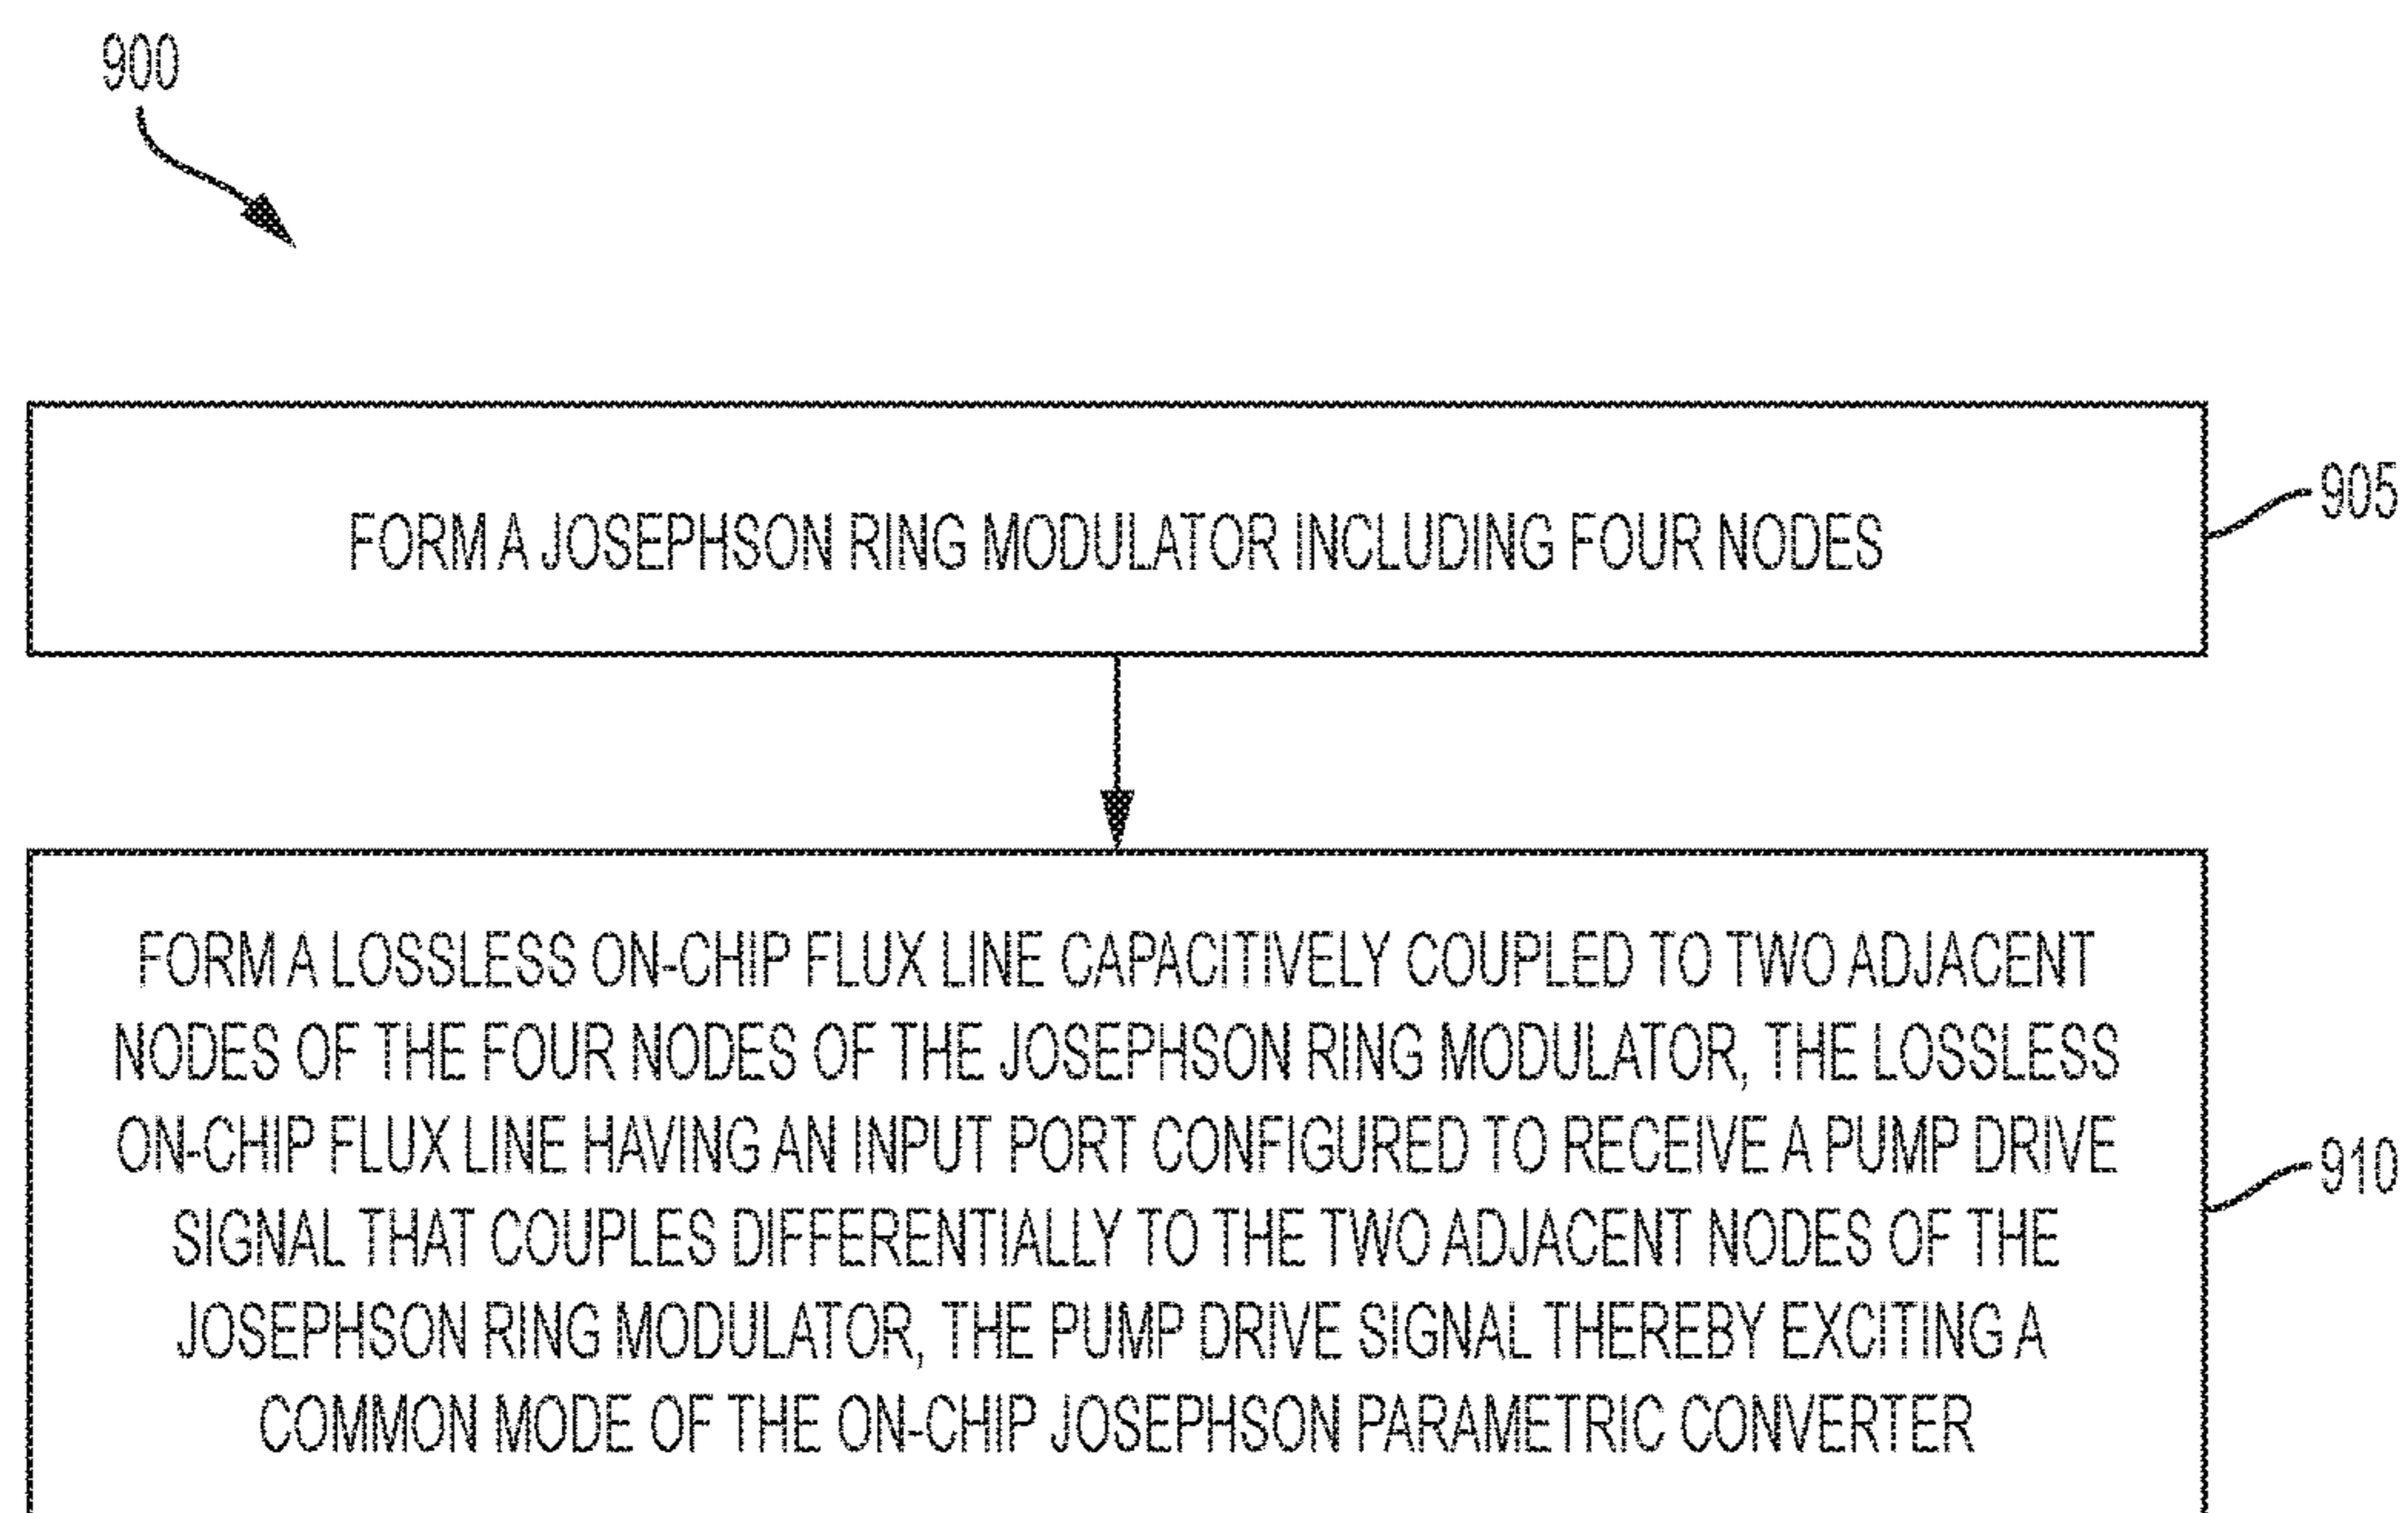 900
FORM A JOSEPHSON RING MODULATOR INCLUDING FOUR NODES
905
FORM A LOSSLESS ON-CHIP FLUX LINE CAPACITIVELY COUPLED TO TWO ADJACENT
NODES OF THE FOUR NODES OF THE JOSEPHSON RING MODULATOR, THE LOSSLESS
ON-CHIP FLUX LINE HAVING AN INPUT PORT CONFIGURED TO RECEIVE A PUMP DRIVE
SIGNAL THAT COUPLES DIFFERENTIALLY TO THE TWO ADJACENT NODES OF THE
JOSEPHSON RING MODULATOR, THE PUMP DRIVE SIGNAL THEREBY EXCITING A
COMMON MODE OF THE ON-CHIP JOSEPHSON PARAMETRIC CONVERTER
910